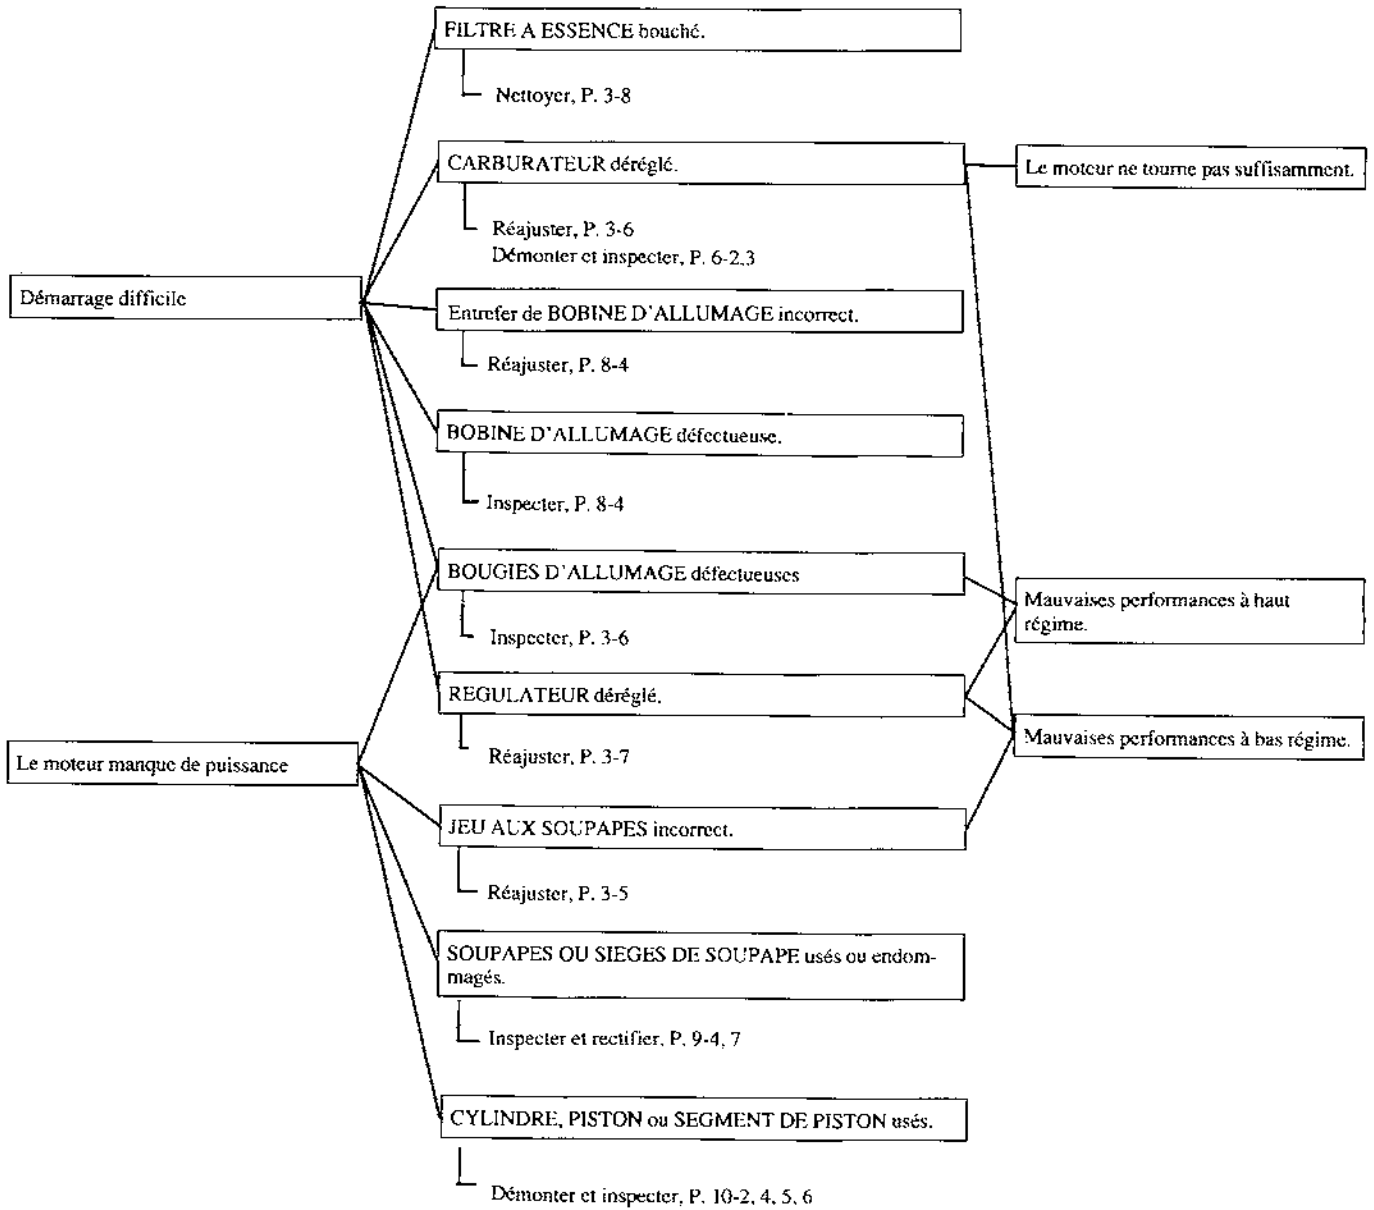 FILTRE A ESSENCE bouché.
Nettoyer, P. 3-8
CARBURATEUR déréglé.
Le moteur ne tourne pas suffisamment.
Réajuster, P. 3-6
Démonter et inspecter, P. 6-2,3
Démarrage difficile
Entrefer de BOBINE D'ALLUMAGE incorrect.
Réajuster, P. 8-4
BOBINE D'ALLUMAGE défectueuse.
Inspecter, P. 8-4
BOUGIES D'ALLUMAGE défectueuses
Mauvaises performances à haut
régime.
Inspecter, P. 3-6
REGULATEUR déréglé.
Mauvaises performances à bas régime.
Réajuster, P. 3-7
Le moteur manque de puissance
JEU AUX SOUPAPES incorrect.
Réajuster, P. 3-5
SOUPAPES OU SIEGES DE SOUPAPE usés ou endom-
magés.
Inspecter et rectifier, P. 9-4, 7
CYLINDRE, PISTON ou SEGMENT DE PISTON usés.
Démonter et inspecter, P. 10-2, 4, 5, 6